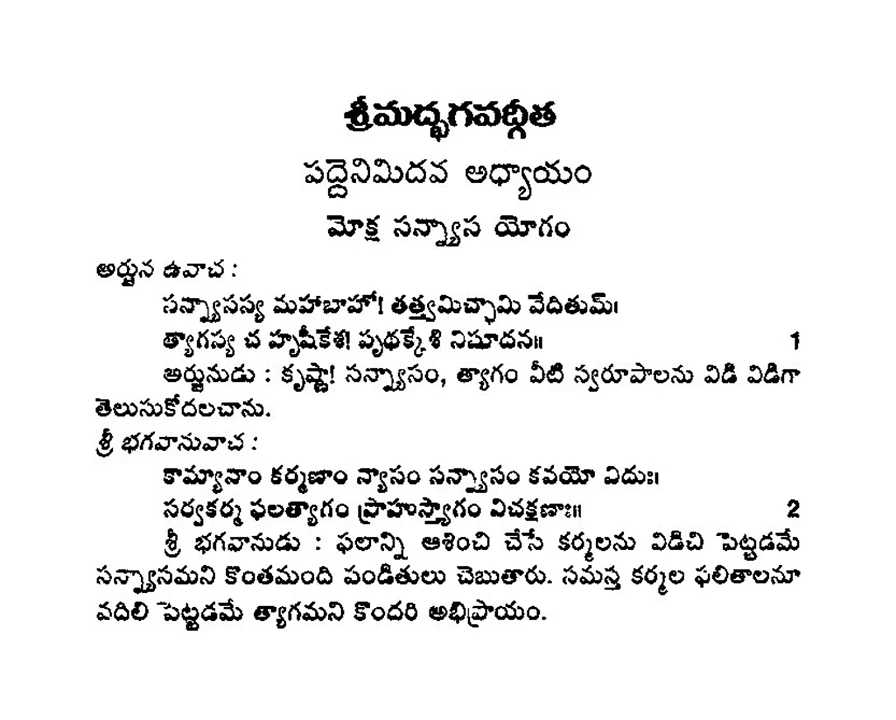 శ్రీమద్భగవద్గీత
పద్దెనిమిదవ అధ్యాయం
మోక్ష సన్న్యాస యోగం
అర్జున ఉవాచ :
సన్న్యాసస్య మహాబాహో! తత్త్వమిచ్ఛామి వేదితుమ్।
త్యాగస్య చ హృషీకేశ! పృథక్కేశి నిషూదన॥ 1
అర్జునుడు : కృష్ణా! సన్న్యాసం, త్యాగం వీటి స్వరూపాలను విడి విడిగా
తెలుసుకోదలచాను.
శ్రీ భగవానువాచ :
కామ్యానాం కర్మణాం న్యాసం సన్న్యాసం కవయో విదుః।
సర్వకర్మ ఫలత్యాగం ప్రాహుస్త్యాగం విచక్షణాః॥ 2
శ్రీ భగవానుడు : ఫలాన్ని ఆశించి చేసే కర్మలను విడిచి పెట్టడమే
సన్న్యాసమని కొంతమంది పండితులు చెబుతారు. సమస్త కర్మల ఫలితాలనూ
వదిలి పెట్టడమే త్యాగమని కొందరి అభిప్రాయం.